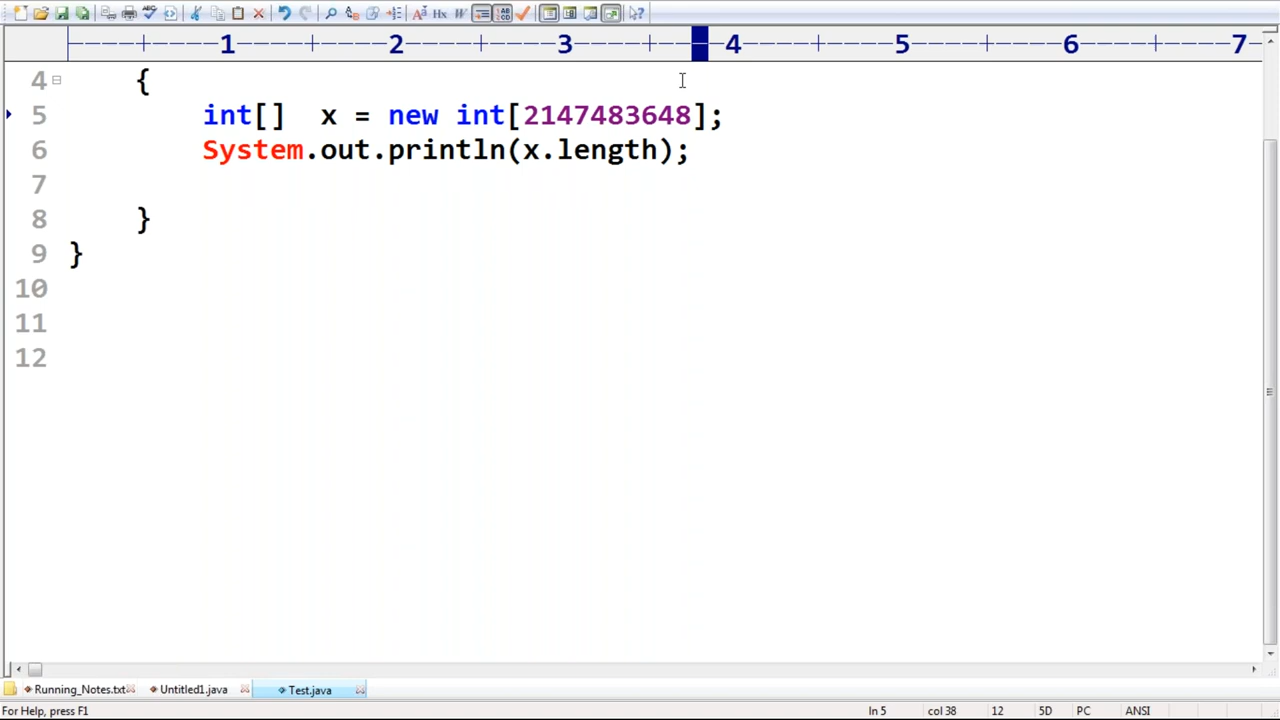 1 2 3 4 5 6 7
4 {
5 int[] x = new int[2147483648];
6 System.out.println(x.length);
7
8 }
9 }
10
11
12
Running_Notes.txt Untitled1.java Test.java
For Help, press F1 ln 5 col 38 12 5D PC ANSI